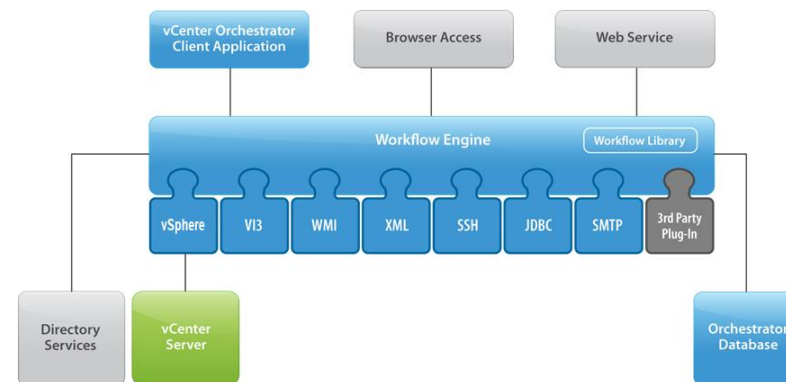 vCenter Orchestrator
Client Application
Browser Access
Web Service
Workflow Engine
Workflow Library
vSphere
VI3
WMI
XML
SSH
JDBC
SMTP
3rd Party
Plug-In
Directory
Services
vCenter
Server
Orchestrator
Database